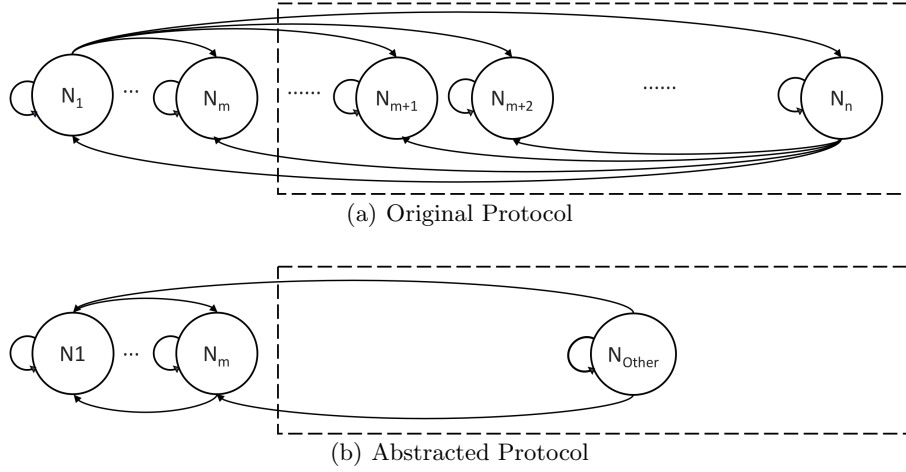 N1 ... Nm ...... Nm+1 Nm+2 ...... Nn
(a) Original Protocol
N1 ... Nm NOther
(b) Abstracted Protocol